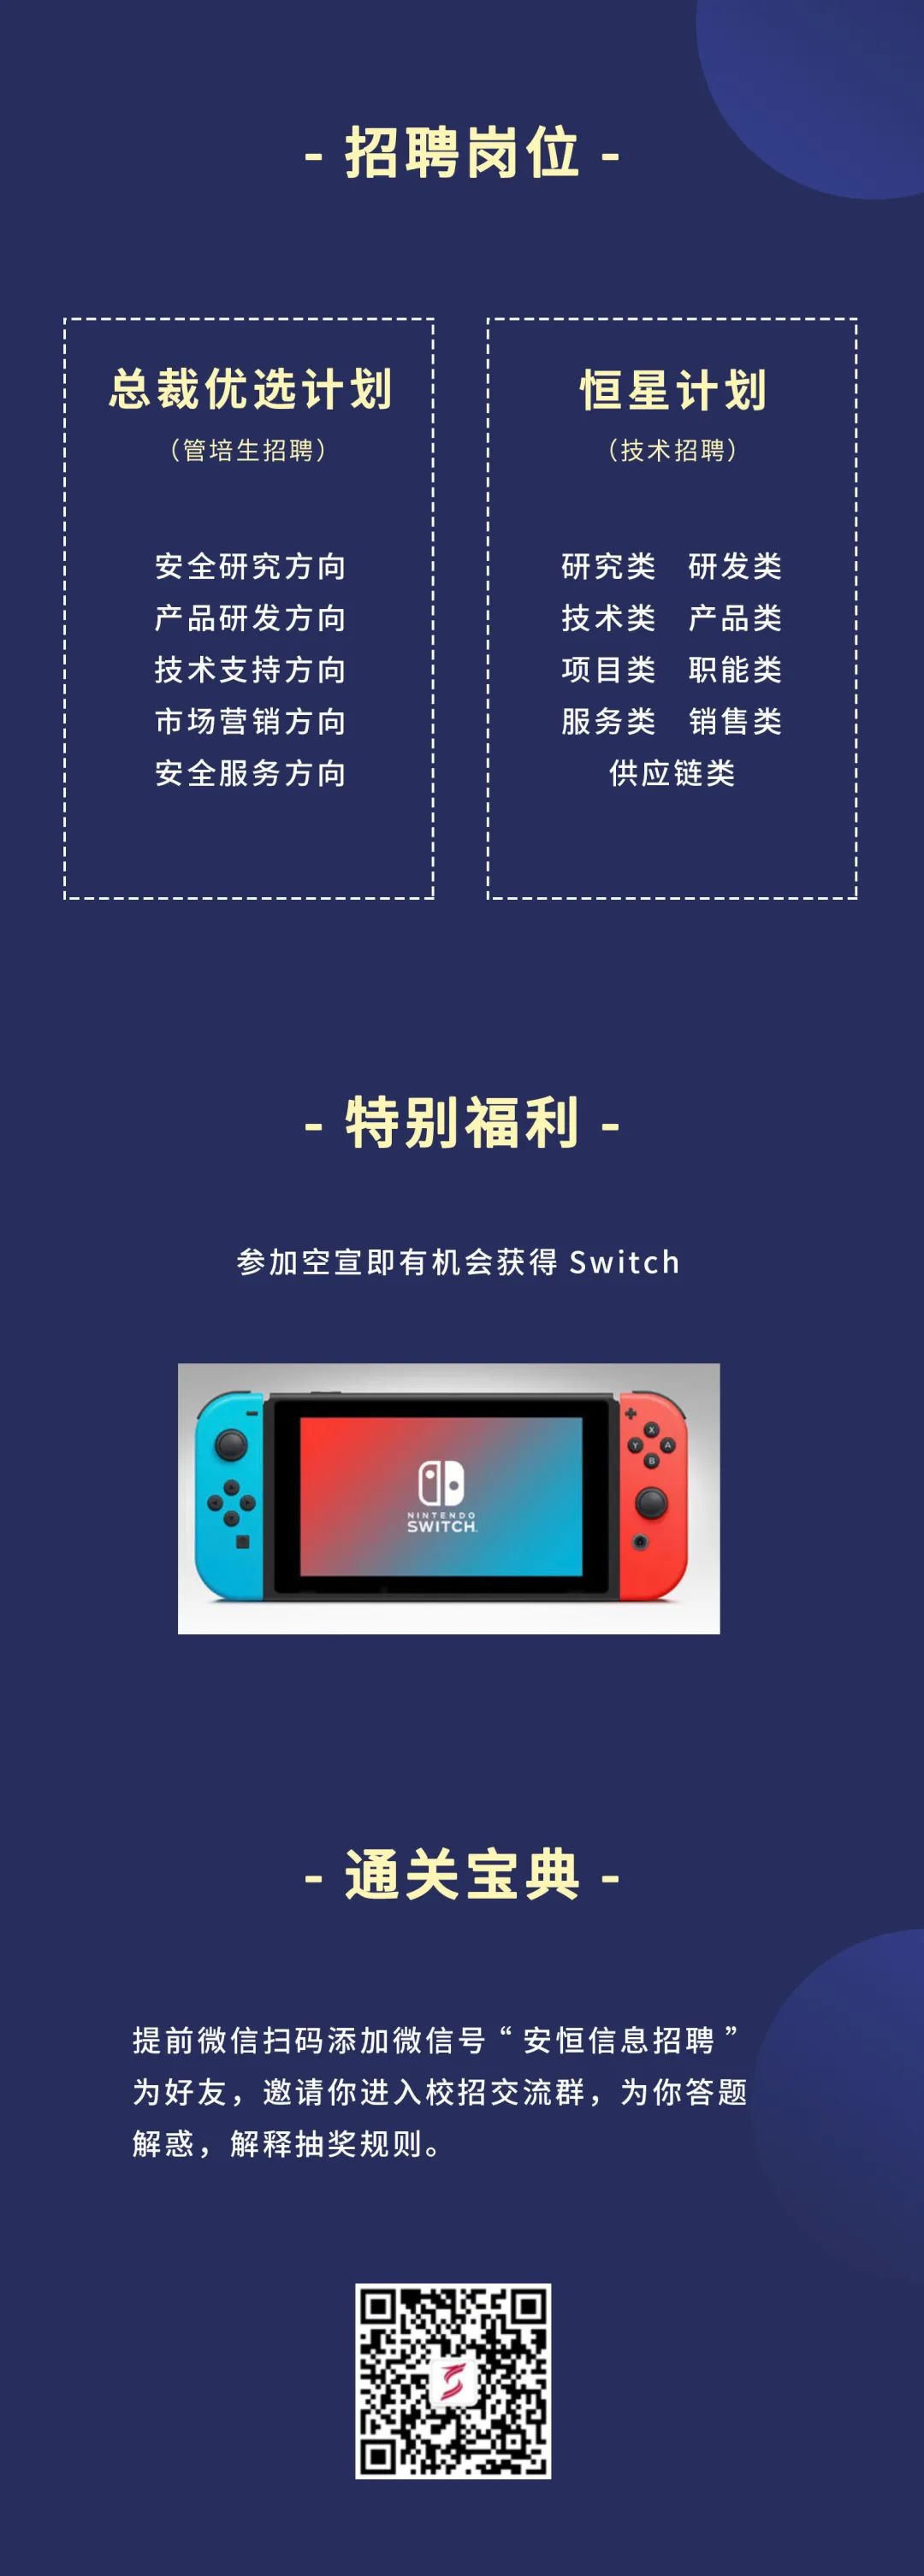 - 招聘岗位 -
总裁优选计划
（管培生招聘）
安全研究方向
产品研发方向
技术支持方向
市场营销方向
安全服务方向
恒星计划
（技术招聘）
研究类 研发类
技术类 产品类
项目类 职能类
服务类 销售类
供应链类
- 特别福利 -
参加空宣即有机会获得 Switch
X
Y A
B
NINTENDO
SWITCH
- 通关宝典 -
提前微信扫码添加微信号“安恒信息招聘”
为好友，邀请你进入校招交流群，为你答题
解惑，解释抽奖规则。